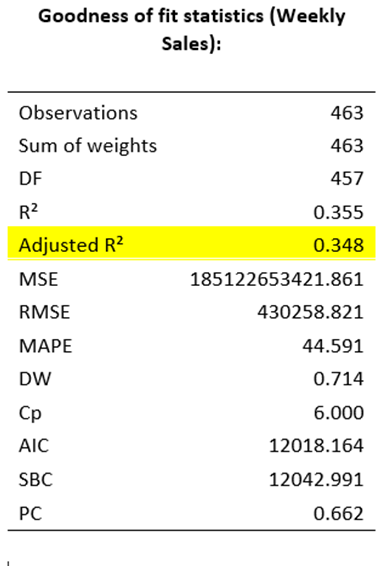 Goodness of fit statistics (Weekly
Sales):
Observations 463
Sum of weights 463
DF 457
R² 0.355
Adjusted R² 0.348
MSE 185122653421.861
RMSE 430258.821
MAPE 44.591
DW 0.714
Cp 6.000
AIC 12018.164
SBC 12042.991
PC 0.662